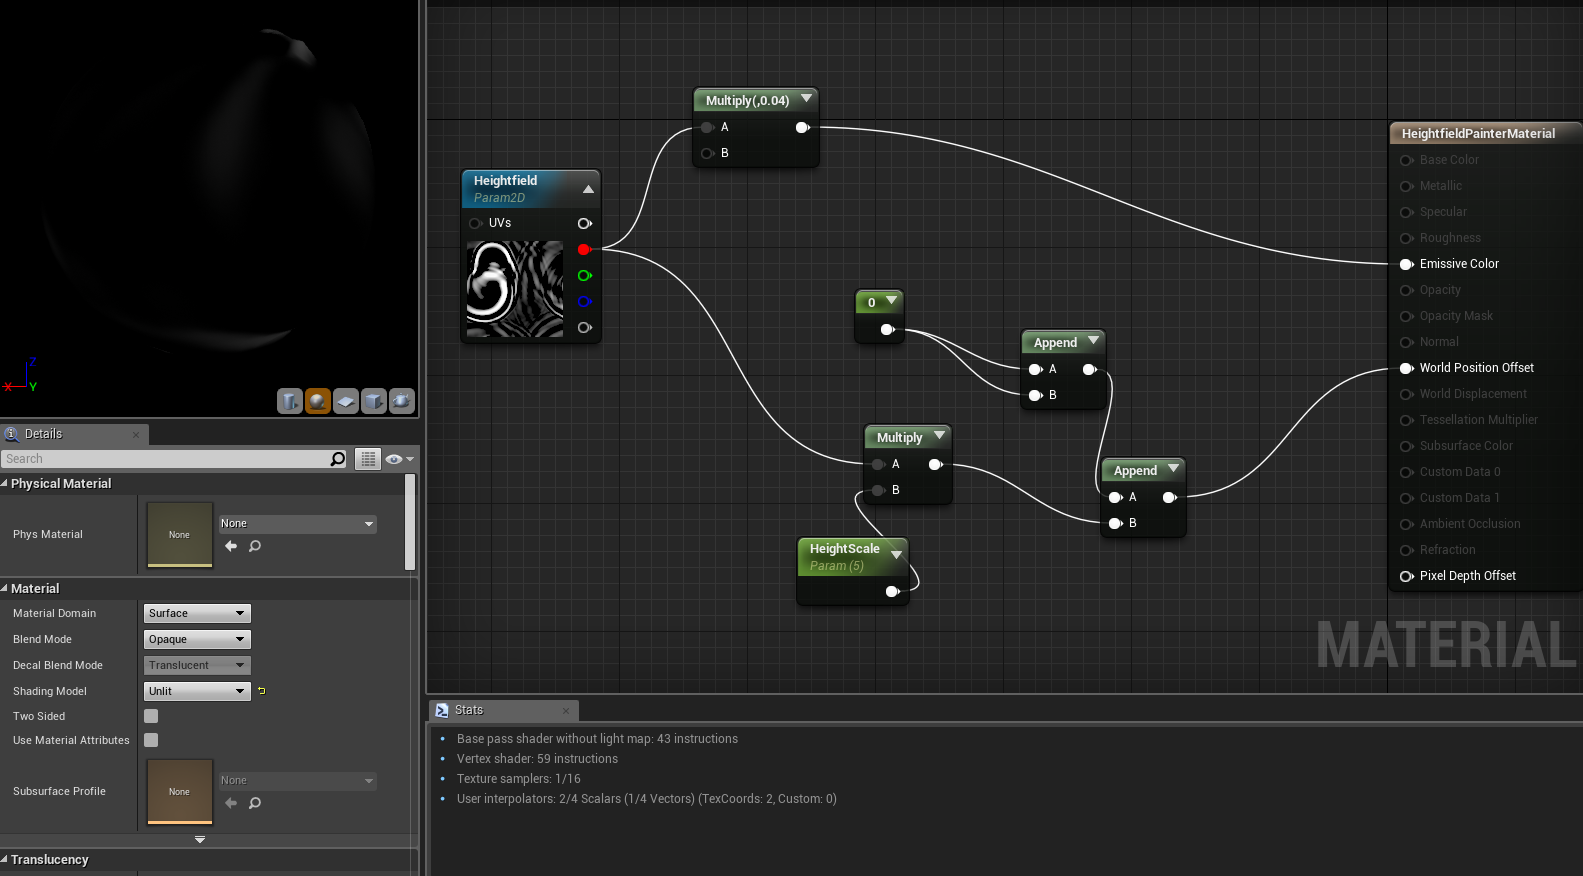 Multiply(,0.04)
A
B
Heightfield
Param2D
UVs
0
Append
A
B
Multiply
A
B
Append
A
B
HeightScale
Param (5)
HeightfieldPainterMaterial
Base Color
Metallic
Specular
Roughness
Emissive Color
Opacity
Opacity Mask
Normal
World Position Offset
World Displacement
Tessellation Multiplier
Subsurface Color
Custom Data 0
Custom Data 1
Ambient Occlusion
Refraction
Pixel Depth Offset
MATERIAL
Z
X
Y
Details
Search
Physical Material
Phys Material
None
None
Material
Material Domain
Surface
Blend Mode
Opaque
Decal Blend Mode
Translucent
Shading Model
Unlit
Two Sided
Use Material Attributes
Subsurface Profile
None
None
Translucency
Stats
Base pass shader without light map: 43 instructions
Vertex shader: 59 instructions
Texture samplers: 1/16
User interpolators: 2/4 Scalars (1/4 Vectors) (TexCoords: 2, Custom: 0)